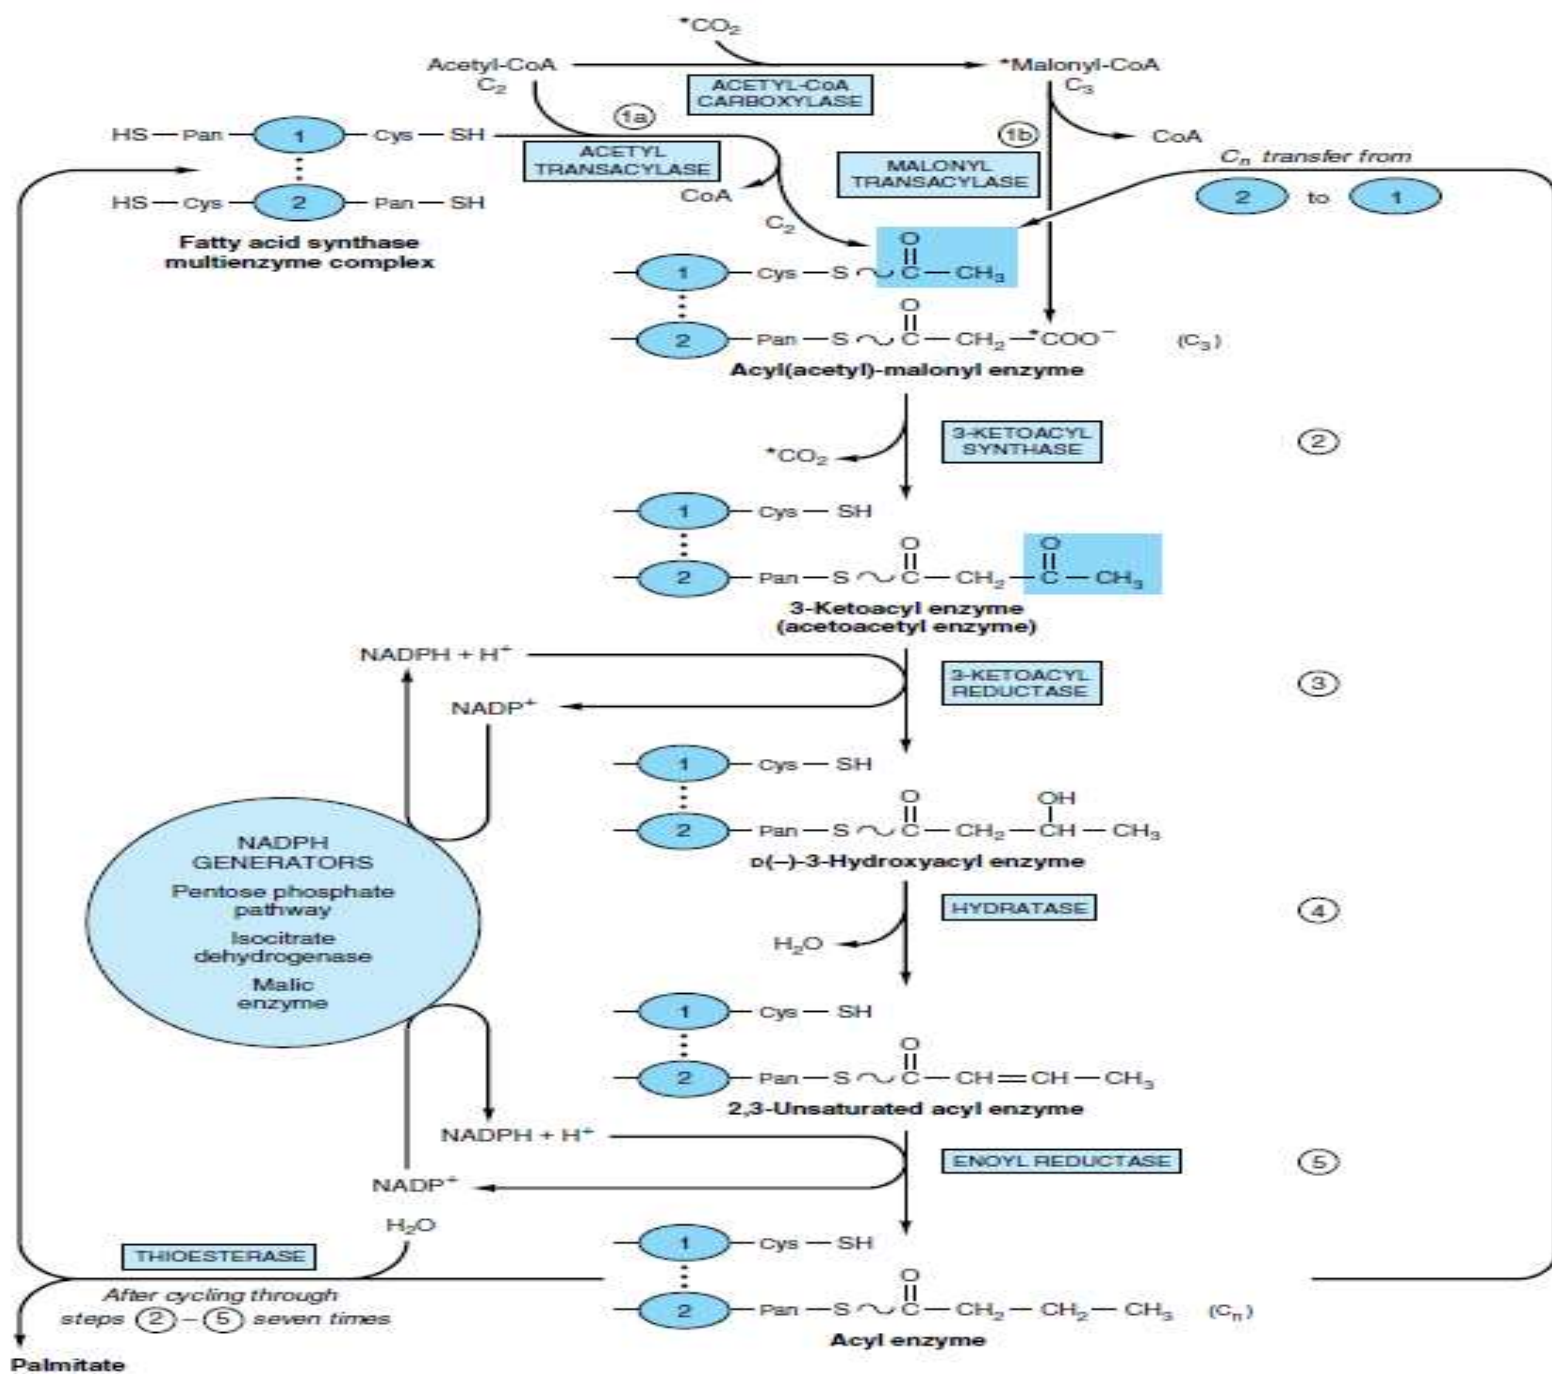 *CO2
Acetyl-CoA
C2
*Malonyl-CoA
C3
ACETYL-CoA
CARBOXYLASE
1a
HS—Pan—1—Cys—SH
HS—Cys—2—Pan—SH
Fatty acid synthase
multienzyme complex
ACETYL
TRANSACYLASE
CoA
C2
1b
MALONYL
TRANSACYLASE
CoA
Cn transfer from
2 to 1
O
1—Cys—S~C—CH3
O
2—Pan—S~C—CH2—*COO− (C3)
Acyl(acetyl)-malonyl enzyme
*CO2
3-KETOACYL
SYNTHASE
2
1—Cys—SH
O O
2—Pan—S~C—CH2—C—CH3
3-Ketoacyl enzyme
(acetoacetyl enzyme)
NADPH + H+
NADP+
3-KETOACYL
REDUCTASE
3
1—Cys—SH
O OH
2—Pan—S~C—CH2—CH—CH3
D(−)-3-Hydroxyacyl enzyme
NADPH
GENERATORS
Pentose phosphate
pathway
Isocitrate
dehydrogenase
Malic
enzyme
H2O
HYDRATASE
4
1—Cys—SH
O
2—Pan—S~C—CH=CH—CH3
2,3-Unsaturated acyl enzyme
NADPH + H+
NADP+
ENOYL REDUCTASE
5
H2O
THIOESTERASE
After cycling through
steps 2 – 5 seven times
Palmitate
1—Cys—SH
O
2—Pan—S~C—CH2—CH2—CH3 (Cn)
Acyl enzyme